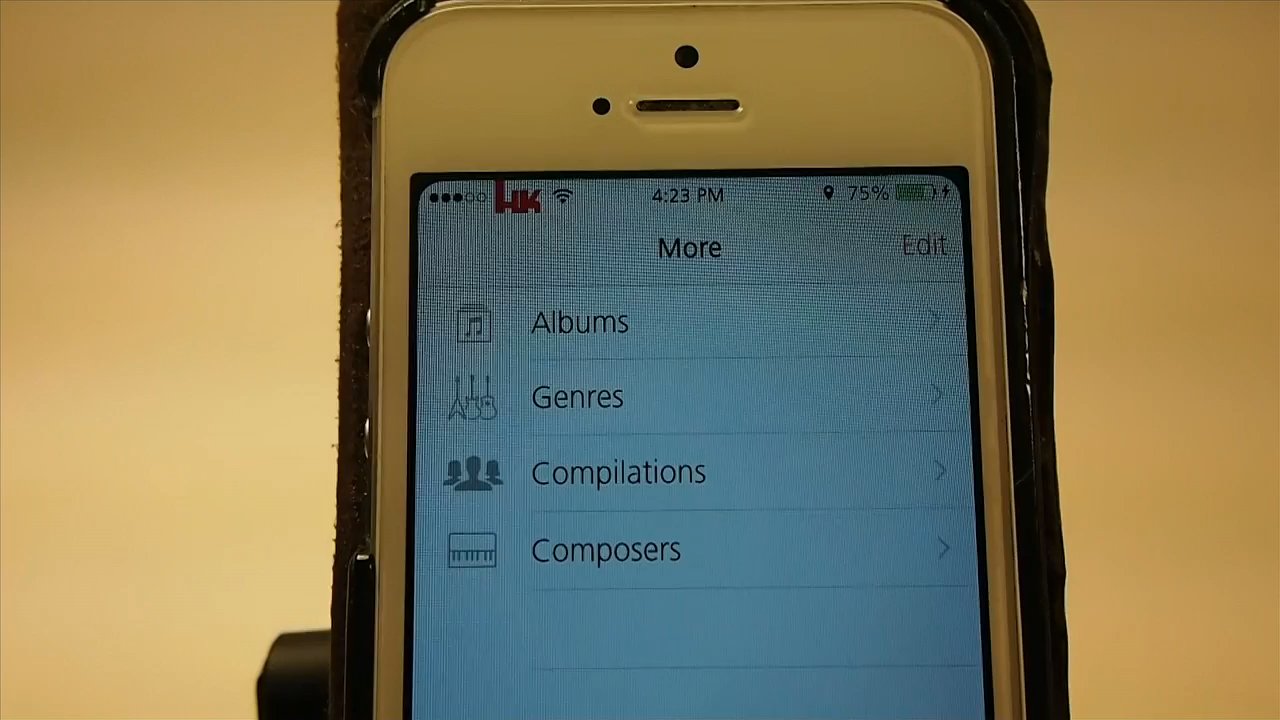 HK 4:23 PM 75%
More Edit
Albums
Genres
Compilations
Composers